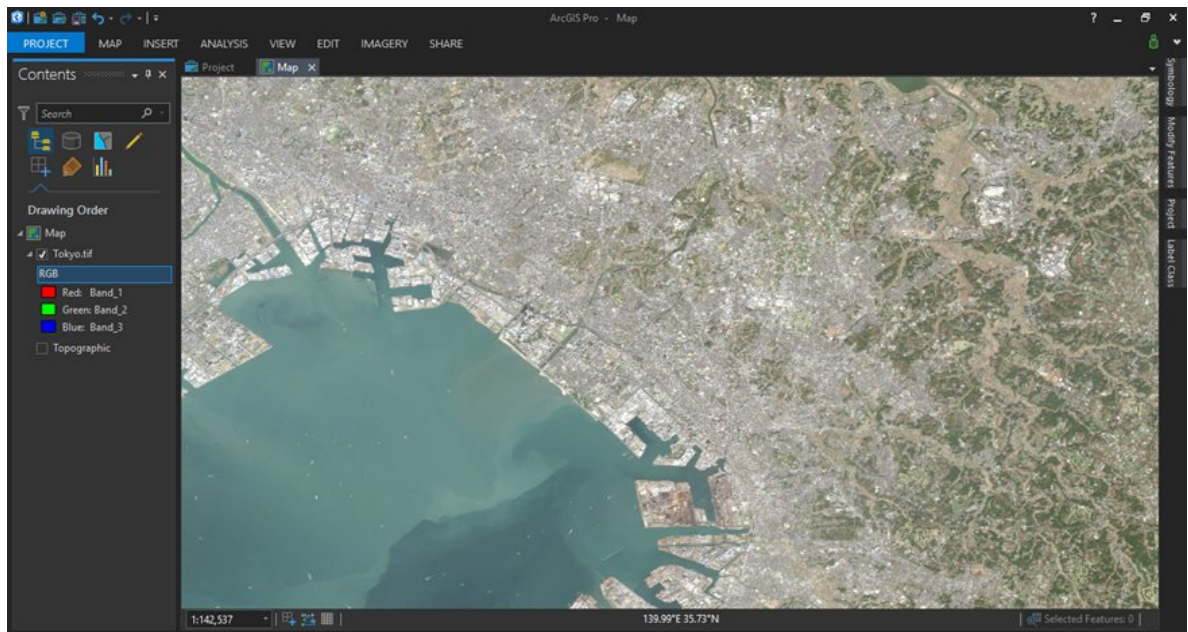 ArcGIS Pro - Map
?
PROJECT MAP INSERT ANALYSIS VIEW EDIT IMAGERY SHARE
Contents
Project Map
Search
Drawing Order
Map
Tokyo.tif
RGB
Red: Band_1
Green: Band_2
Blue: Band_3
Topographic
Symbology
Modify Features
Project
Label Class
1:142,537
139.99°E 35.73°N
Selected Features: 0